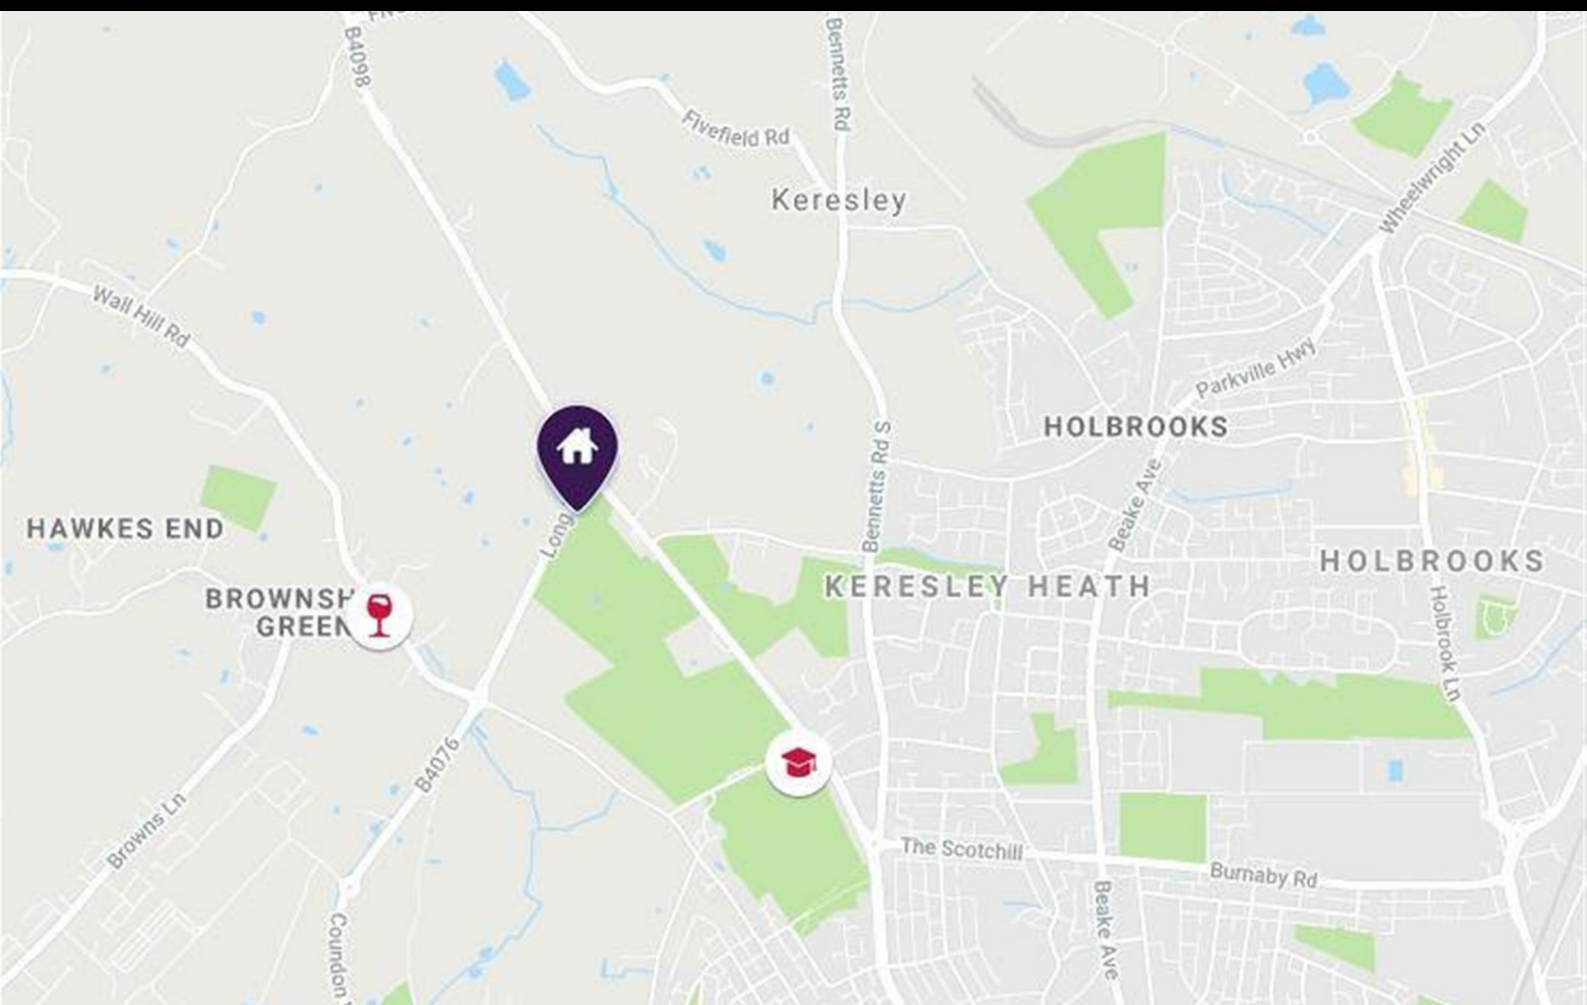 B4098
Bennetts Rd
Fivefield Rd
Wheelwright Ln
Keresley
Wall Hill Rd
Parkville Hwy
HOLBROOKS
Bennetts Rd S
Beake Ave
Long
HAWKES END
HOLBROOKS
KERESLEY HEATH
BROWNSH
GREEN
Holbrook Ln
B4076
Browns Ln
The Scotchill
Burnaby Rd
Beake Ave
Coundon